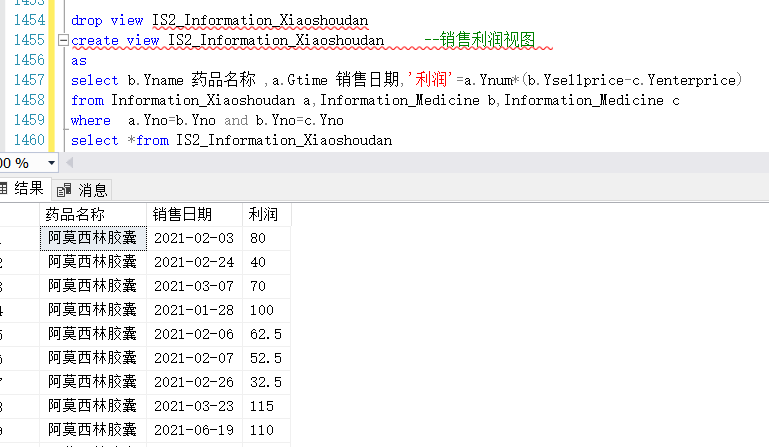 1453
1454 drop view IS2_Information_Xiaoshoudan
1455 create view IS2_Information_Xiaoshoudan --销售利润视图
1456 as
1457 select b.Yname 药品名称 ,a.Gtime 销售日期,'利润'=a.Ynum*(b.Ysellprice-c.Yenterprice)
1458 from Information_Xiaoshoudan a,Information_Medicine b,Information_Medicine c
1459 where a.Yno=b.Yno and b.Yno=c.Yno
1460 select *from IS2_Information_Xiaoshoudan
00 %
结果 消息
药品名称 销售日期 利润
1 阿莫西林胶囊 2021-02-03 80
2 阿莫西林胶囊 2021-02-24 40
3 阿莫西林胶囊 2021-03-07 70
4 阿莫西林胶囊 2021-01-28 100
5 阿莫西林胶囊 2021-02-06 62.5
6 阿莫西林胶囊 2021-02-07 52.5
7 阿莫西林胶囊 2021-02-26 32.5
8 阿莫西林胶囊 2021-03-23 115
9 阿莫西林胶囊 2021-06-19 110